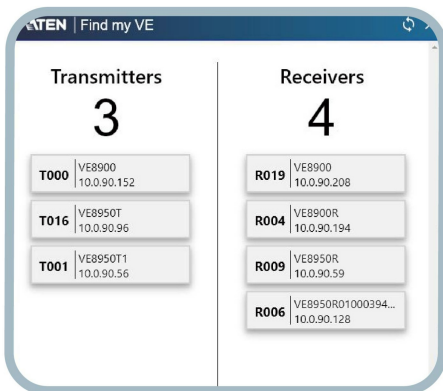 ATEN Find my VE
Transmitters
3
T000 VE8900
10.0.90.152
T016 VE8950T
10.0.90.96
T001 VE8950T1
10.0.90.56
Receivers
4
R019 VE8900
10.0.90.208
R004 VE8900R
10.0.90.194
R009 VE8950R
10.0.90.59
R006 VE8950R01000394...
10.0.90.128